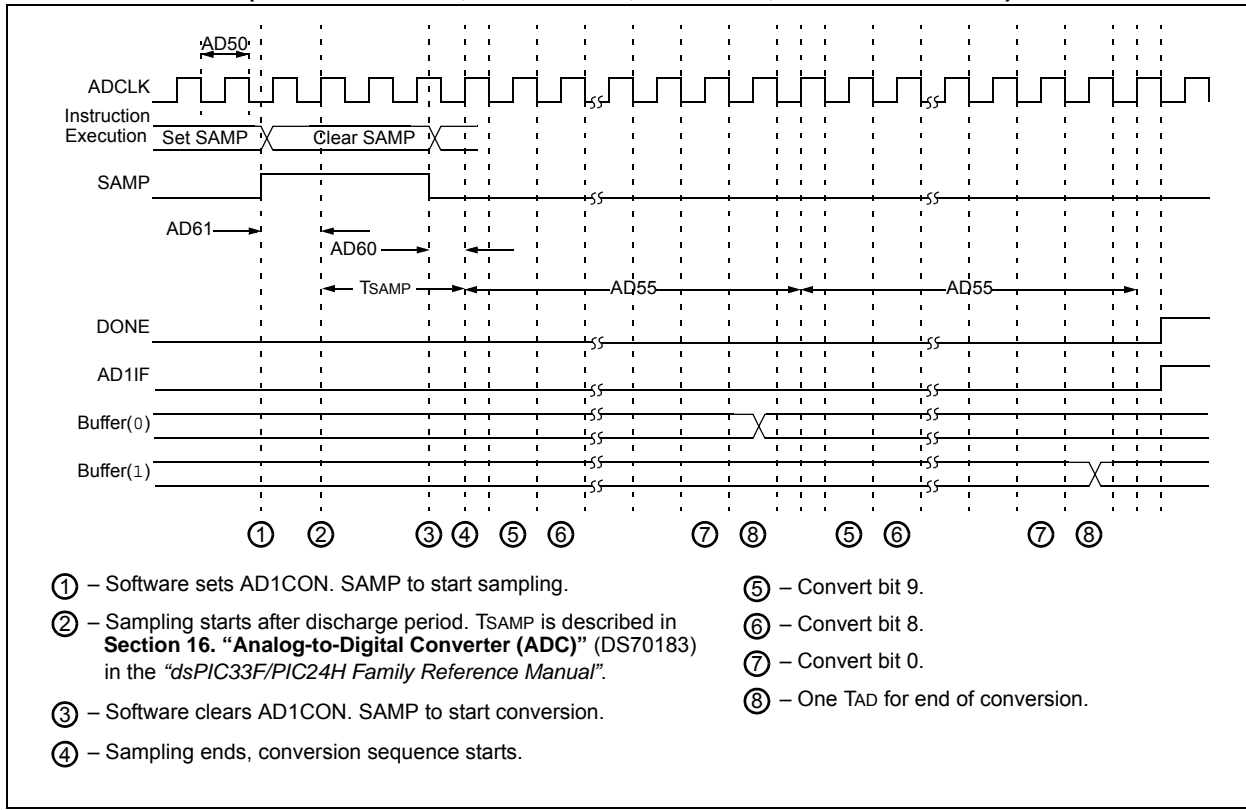 AD50
ADCLK
Instruction
Execution
Set SAMP
Clear SAMP
SAMP
AD61
AD60
TSAMP
AD55
AD55
DONE
AD1IF
Buffer(0)
Buffer(1)
1 2 3 4 5 6 7 8 5 6 7 8
1 – Software sets AD1CON. SAMP to start sampling.
2 – Sampling starts after discharge period. TSAMP is described in
Section 16. “Analog-to-Digital Converter (ADC)” (DS70183)
in the “dsPIC33F/PIC24H Family Reference Manual”.
3 – Software clears AD1CON. SAMP to start conversion.
4 – Sampling ends, conversion sequence starts.
5 – Convert bit 9.
6 – Convert bit 8.
7 – Convert bit 0.
8 – One TAD for end of conversion.